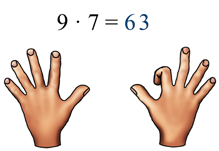 9 · 7 = 63